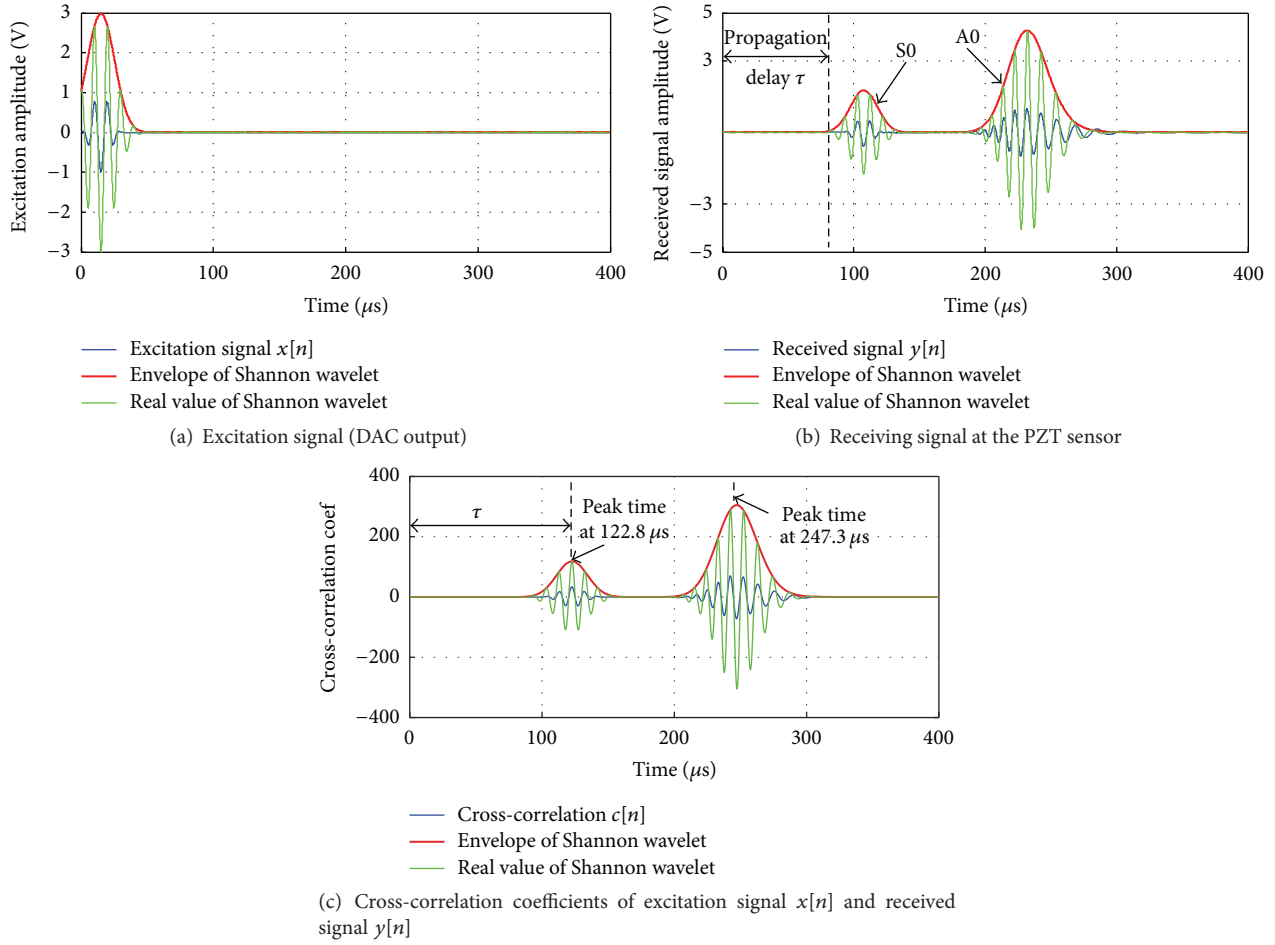 Excitation amplitude (V)
3
2
1
0
−1
−2
−3
0
100
200
300
400
Time (μs)
Excitation signal x[n]
Envelope of Shannon wavelet
Real value of Shannon wavelet
(a) Excitation signal (DAC output)
Received signal amplitude (V)
5
3
−3
−5
Propagation
delay τ
S0
A0
0
100
200
300
400
Time (μs)
Received signal y[n]
Envelope of Shannon wavelet
Real value of Shannon wavelet
(b) Receiving signal at the PZT sensor
Cross-correlation coef
400
200
0
−200
−400
τ
Peak time
at 122.8 μs
Peak time
at 247.3 μs
0
100
200
300
400
Time (μs)
Cross-correlation c[n]
Envelope of Shannon wavelet
Real value of Shannon wavelet
(c) Cross-correlation coefficients of excitation signal x[n] and received
signal y[n]